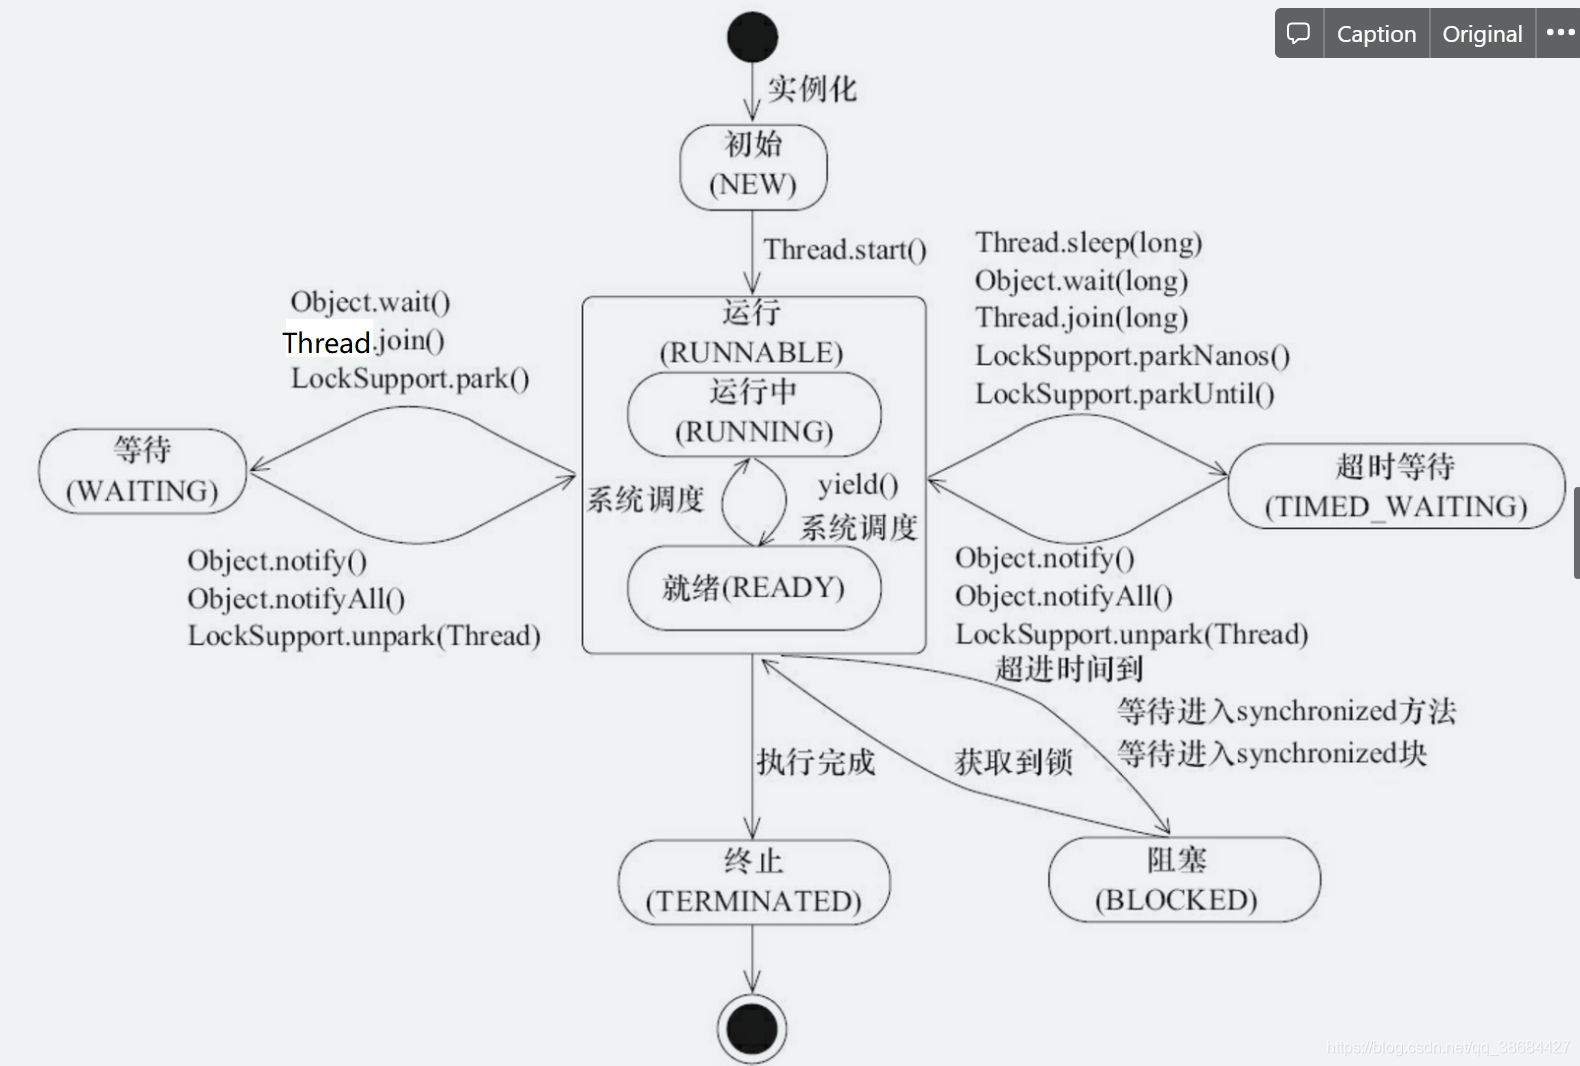 Caption Original
实例化
初始
(NEW)
Thread.start()
Thread.sleep(long)
Object.wait(long)
Thread.join(long)
LockSupport.parkNanos()
LockSupport.parkUntil()
Object.wait()
Thread.join()
LockSupport.park()
运行
(RUNNABLE)
运行中
(RUNNING)
等待
(WAITING)
系统调度
yield()
系统调度
超时等待
(TIMED_WAITING)
就绪(READY)
Object.notify()
Object.notifyAll()
LockSupport.unpark(Thread)
Object.notify()
Object.notifyAll()
LockSupport.unpark(Thread)
超进时间到
等待进入synchronized方法
等待进入synchronized块
执行完成
获取到锁
终止
(TERMINATED)
阻塞
(BLOCKED)
https://blog.csdn.net/qq_38684427